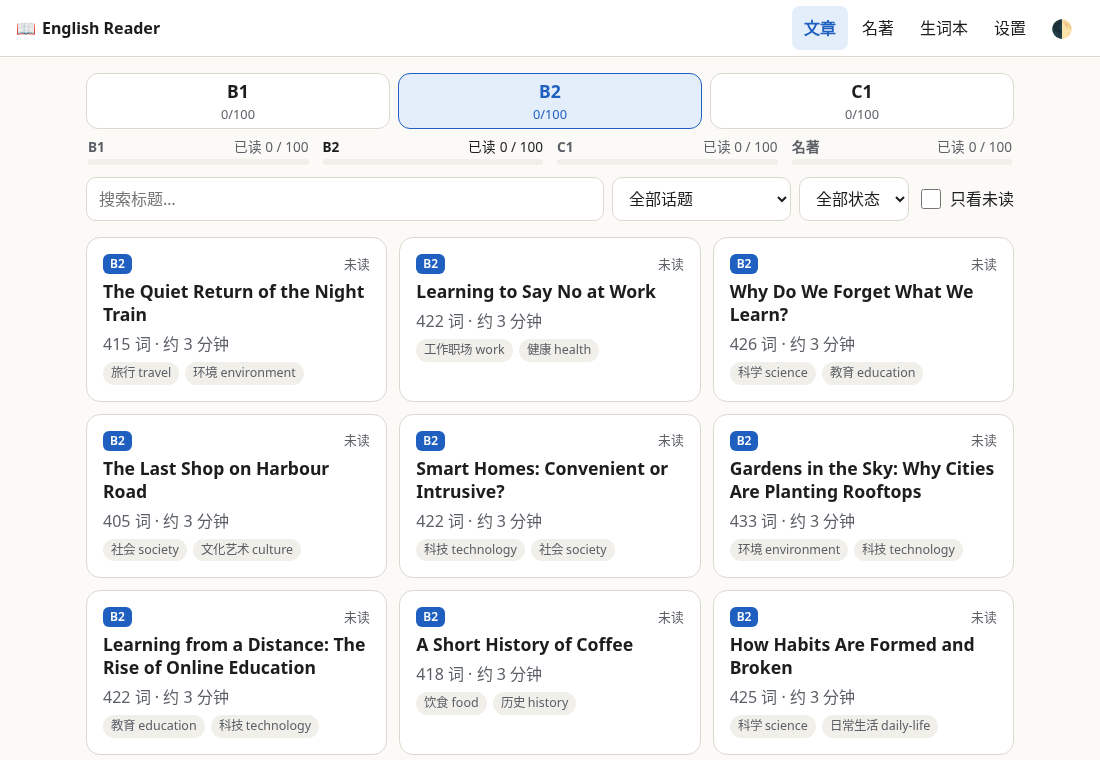 📖 English Reader
文章
名著
生词本
设置
🌓
B1
0/100
B2
0/100
C1
0/100
B1 已读 0 / 100
B2 已读 0 / 100
C1 已读 0 / 100
名著 已读 0 / 100
搜索标题...
全部话题
全部状态
只看未读
B2 未读
The Quiet Return of the Night
Train
415 词 · 约 3 分钟
旅行 travel 环境 environment
B2 未读
Learning to Say No at Work
422 词 · 约 3 分钟
工作职场 work 健康 health
B2 未读
Why Do We Forget What We
Learn?
426 词 · 约 3 分钟
科学 science 教育 education
B2 未读
The Last Shop on Harbour
Road
405 词 · 约 3 分钟
社会 society 文化艺术 culture
B2 未读
Smart Homes: Convenient or
Intrusive?
422 词 · 约 3 分钟
科技 technology 社会 society
B2 未读
Gardens in the Sky: Why Cities
Are Planting Rooftops
433 词 · 约 3 分钟
环境 environment 科技 technology
B2 未读
Learning from a Distance: The
Rise of Online Education
422 词 · 约 3 分钟
教育 education 科技 technology
B2 未读
A Short History of Coffee
418 词 · 约 3 分钟
饮食 food 历史 history
B2 未读
How Habits Are Formed and
Broken
425 词 · 约 3 分钟
科学 science 日常生活 daily-life